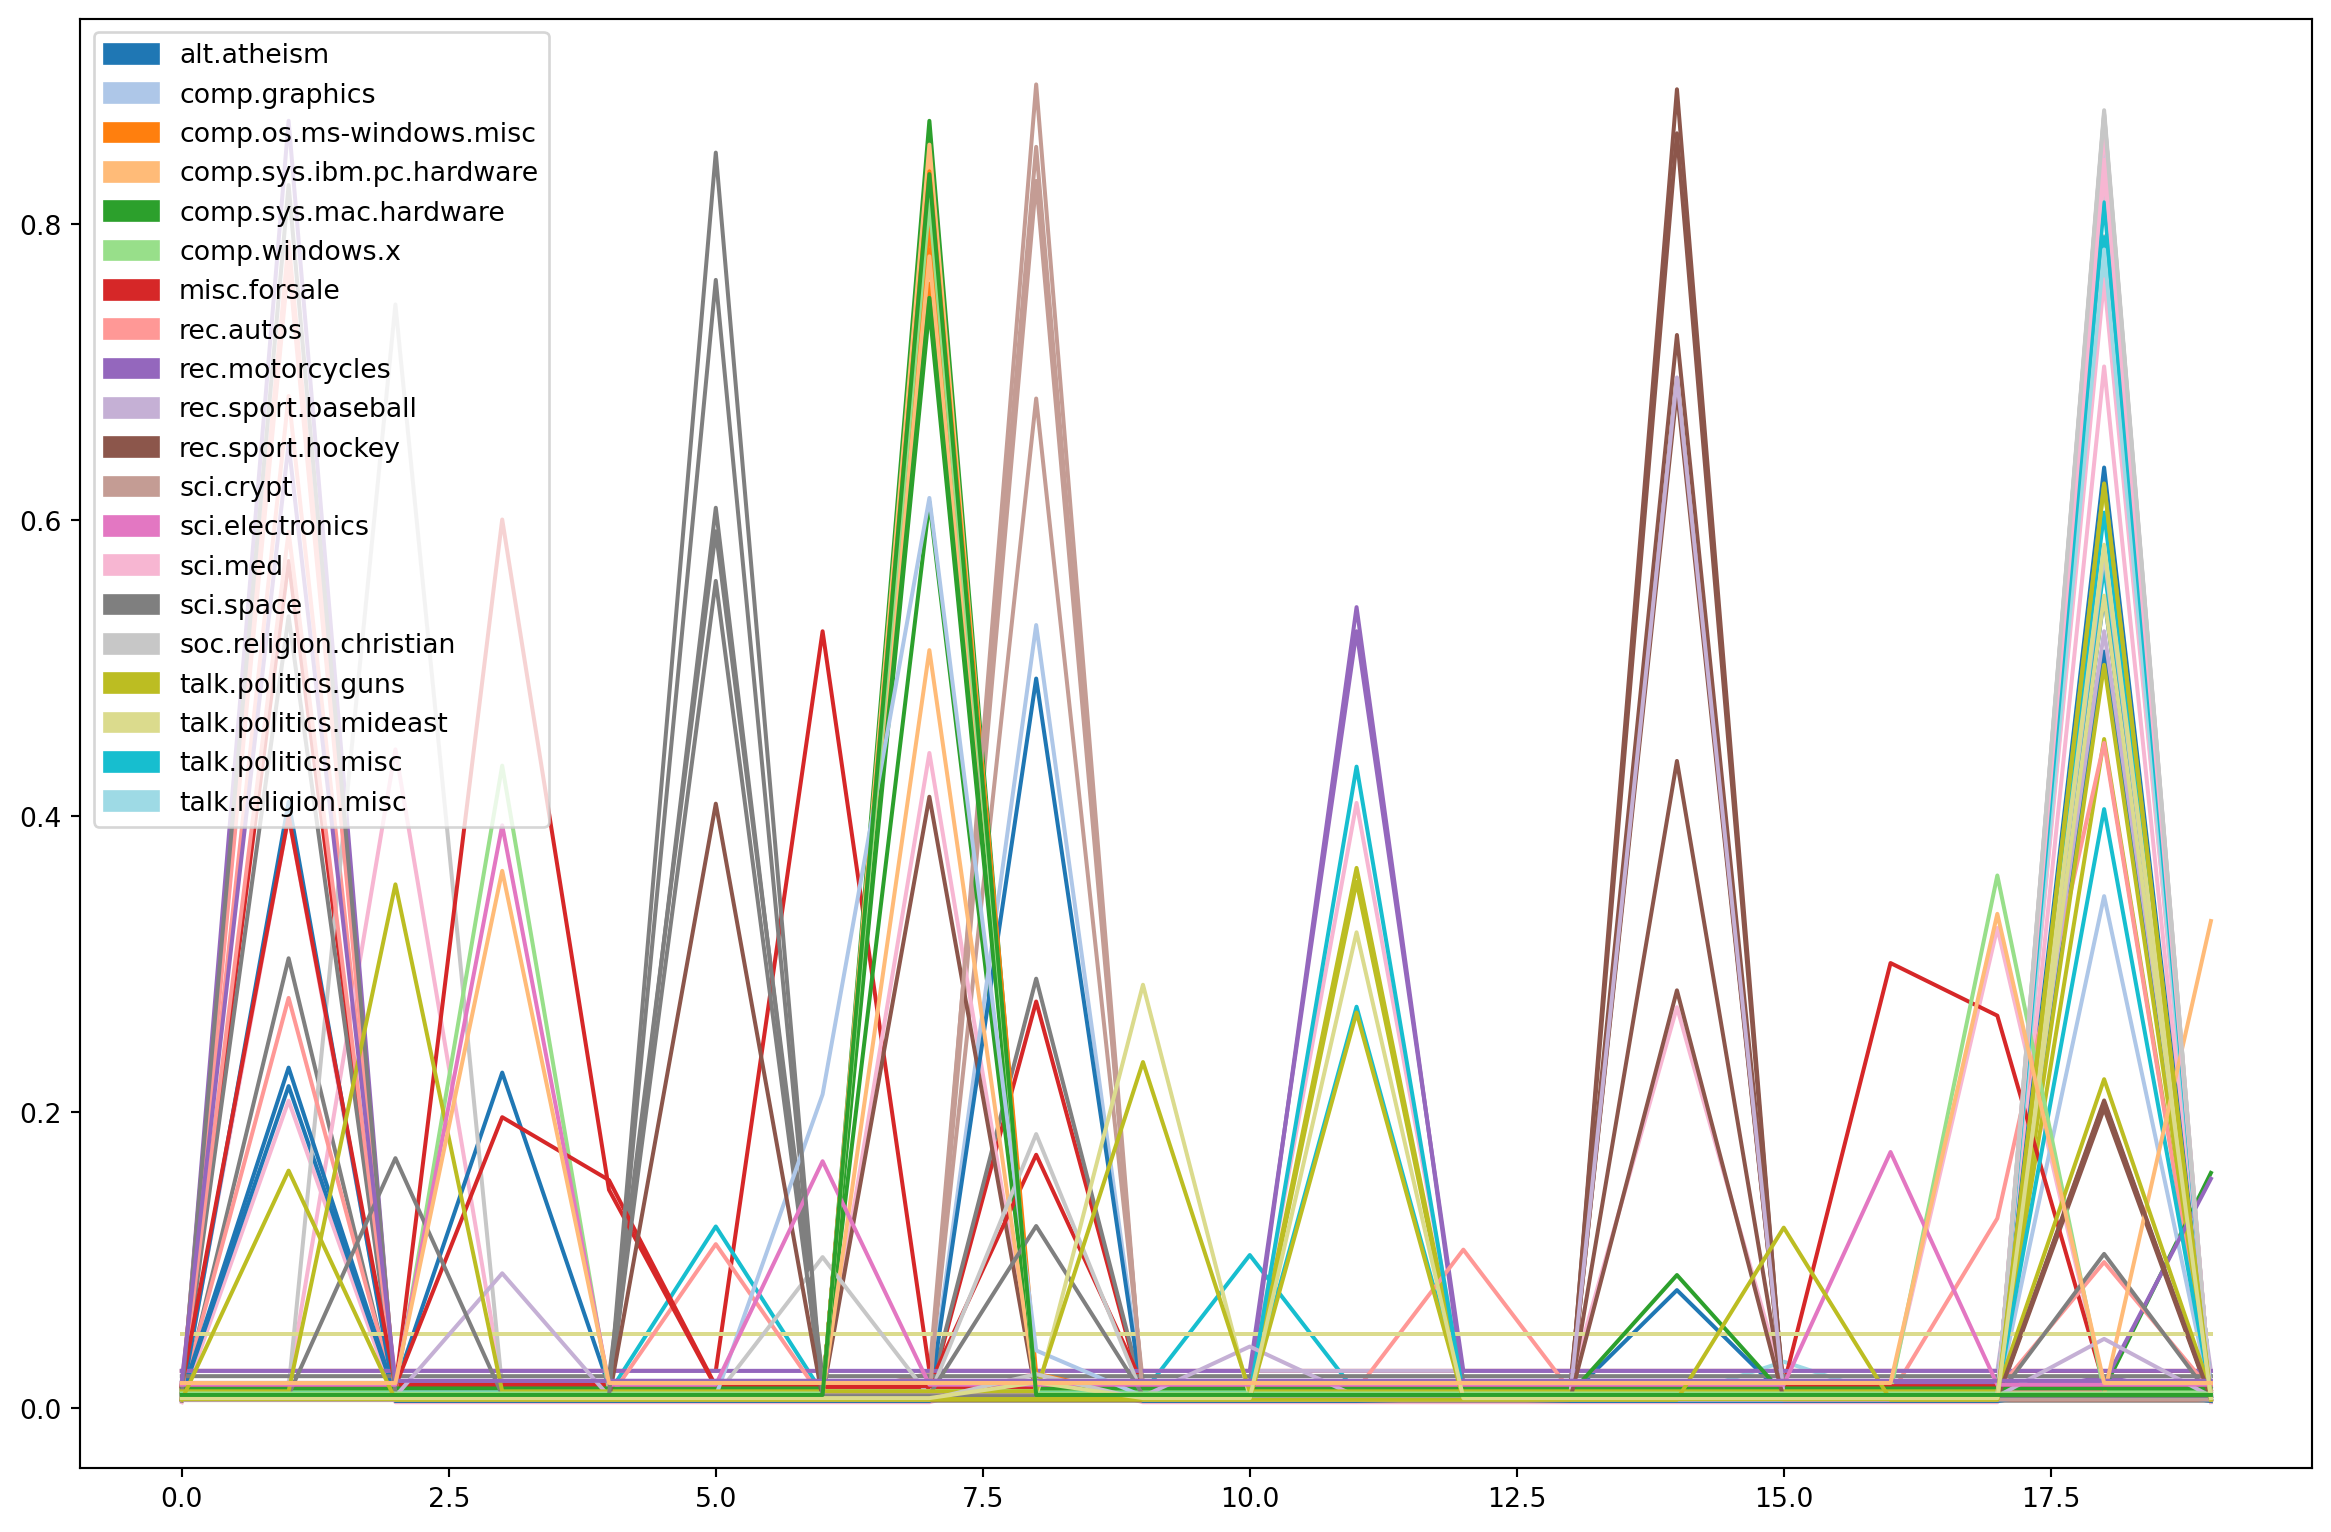 alt.atheism
comp.graphics
comp.os.ms-windows.misc
comp.sys.ibm.pc.hardware
comp.sys.mac.hardware
comp.windows.x
misc.forsale
rec.autos
rec.motorcycles
rec.sport.baseball
rec.sport.hockey
sci.crypt
sci.electronics
sci.med
sci.space
soc.religion.christian
talk.politics.guns
talk.politics.mideast
talk.politics.misc
talk.religion.misc
0.8
0.6
0.4
0.2
0.0
0.0 2.5 5.0 7.5 10.0 12.5 15.0 17.5